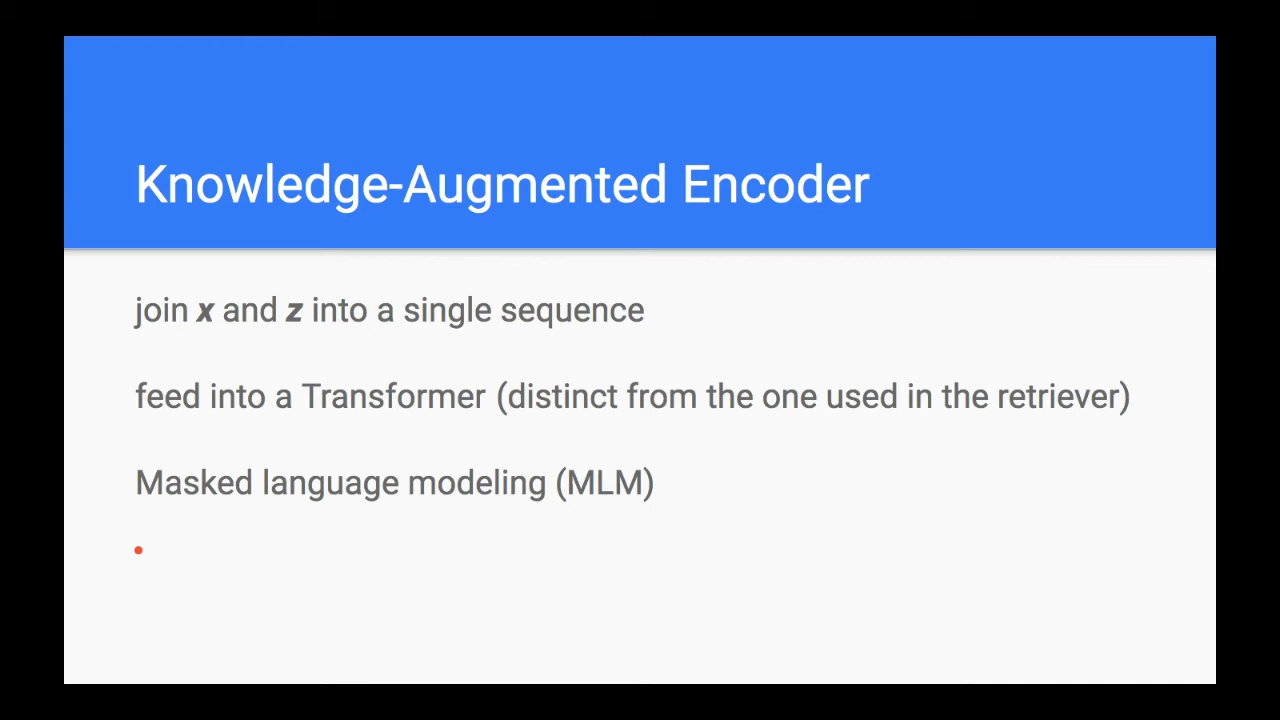 Knowledge-Augmented Encoder
join x and z into a single sequence
feed into a Transformer (distinct from the one used in the retriever)
Masked language modeling (MLM)